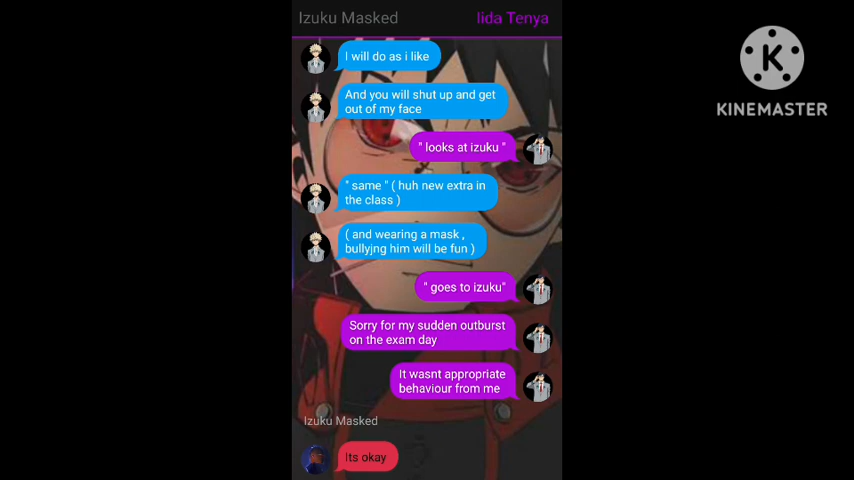 Izuku Masked
Iida Tenya
I will do as i like
And you will shut up and get
out of my face
" looks at izuku "
" same " ( huh new extra in
the class )
( and wearing a mask ,
bullyjng him will be fun )
" goes to izuku"
Sorry for my sudden outburst
on the exam day
It wasnt appropriate
behaviour from me
Izuku Masked
Its okay
K
KINEMASTER